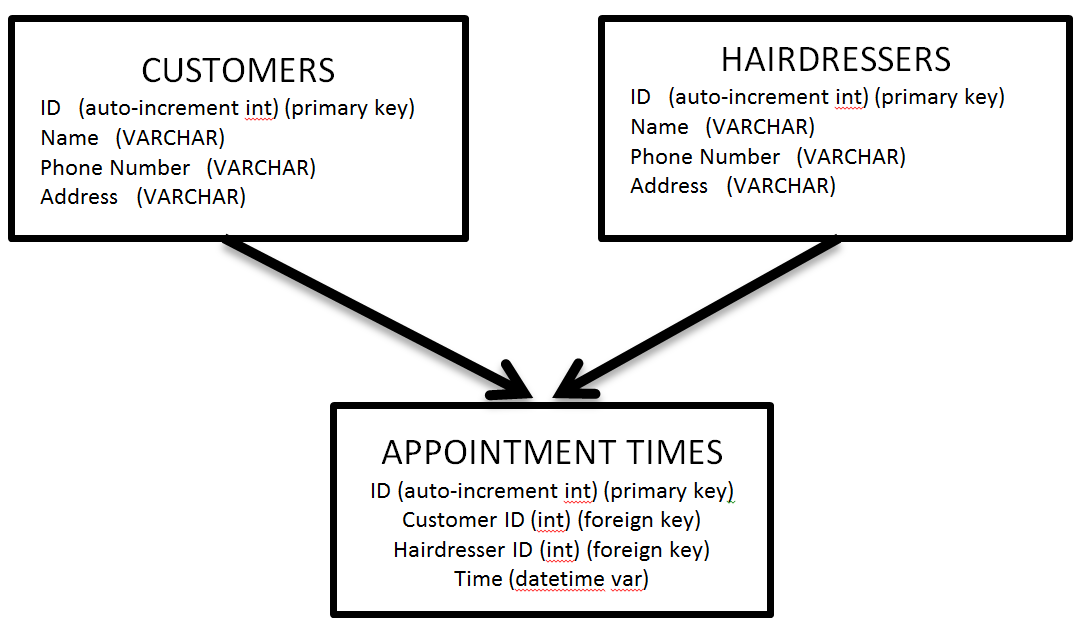 CUSTOMERS
ID (auto-increment int) (primary key)
Name (VARCHAR)
Phone Number (VARCHAR)
Address (VARCHAR)
HAIRDRESSERS
ID (auto-increment int) (primary key)
Name (VARCHAR)
Phone Number (VARCHAR)
Address (VARCHAR)
APPOINTMENT TIMES
ID (auto-increment int) (primary key)
Customer ID (int) (foreign key)
Hairdresser ID (int) (foreign key)
Time (datetime var)